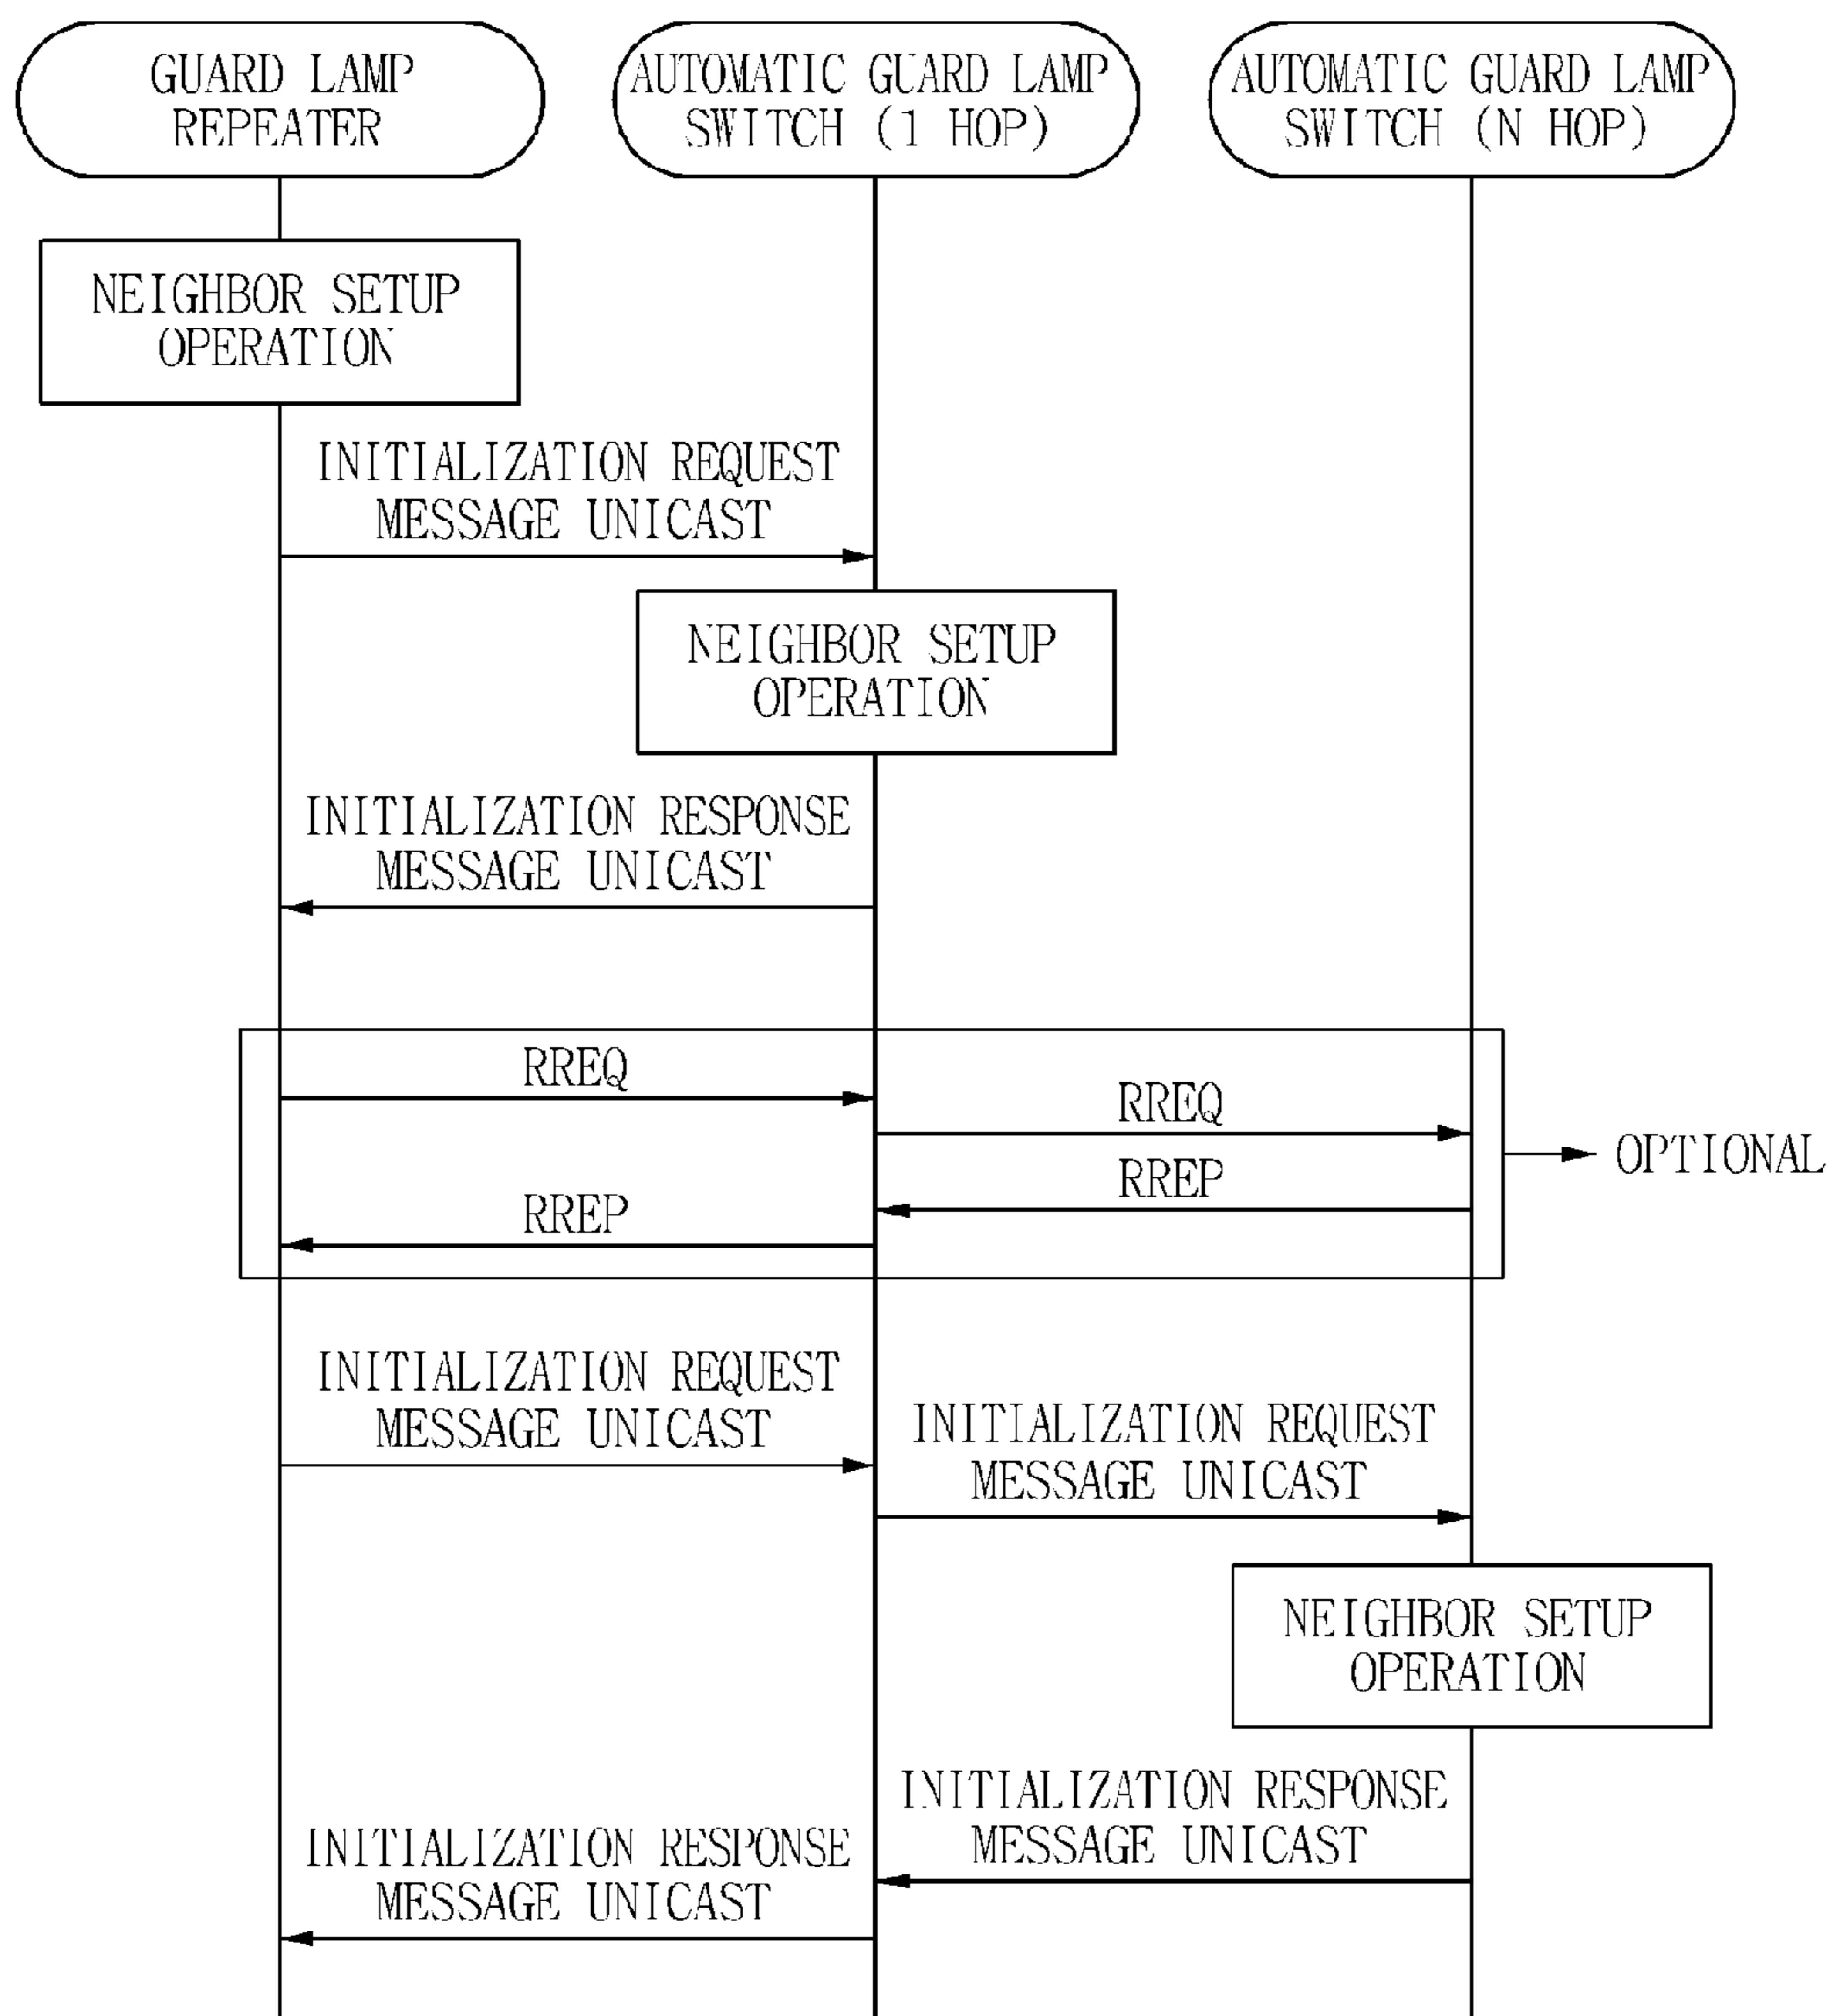 GUARD LAMP
REPEATER
AUTOMATIC GUARD LAMP
SWITCH (1 HOP)
AUTOMATIC GUARD LAMP
SWITCH (N HOP)
NEIGHBOR SETUP
OPERATION
INITIALIZATION REQUEST
MESSAGE UNICAST
NEIGHBOR SETUP
OPERATION
INITIALIZATION RESPONSE
MESSAGE UNICAST
RREQ
RREQ
OPTIONAL
RREP
RREP
INITIALIZATION REQUEST
MESSAGE UNICAST
INITIALIZATION REQUEST
MESSAGE UNICAST
NEIGHBOR SETUP
OPERATION
INITIALIZATION RESPONSE
MESSAGE UNICAST
INITIALIZATION RESPONSE
MESSAGE UNICAST